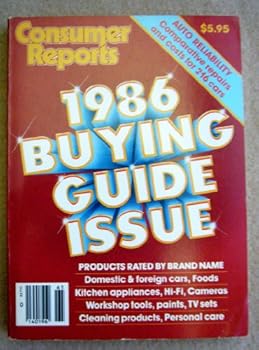 Consumer
Reports
$5.95
AUTO RELIABILITY
Comparative repairs
and costs for 216 cars
1986
BUYING
GUIDE
ISSUE
PRODUCTS RATED BY BRAND NAME
Domestic & foreign cars, Foods
Kitchen appliances, Hi-Fi, Cameras
Workshop tools, paints, TV sets
Cleaning products, Personal care